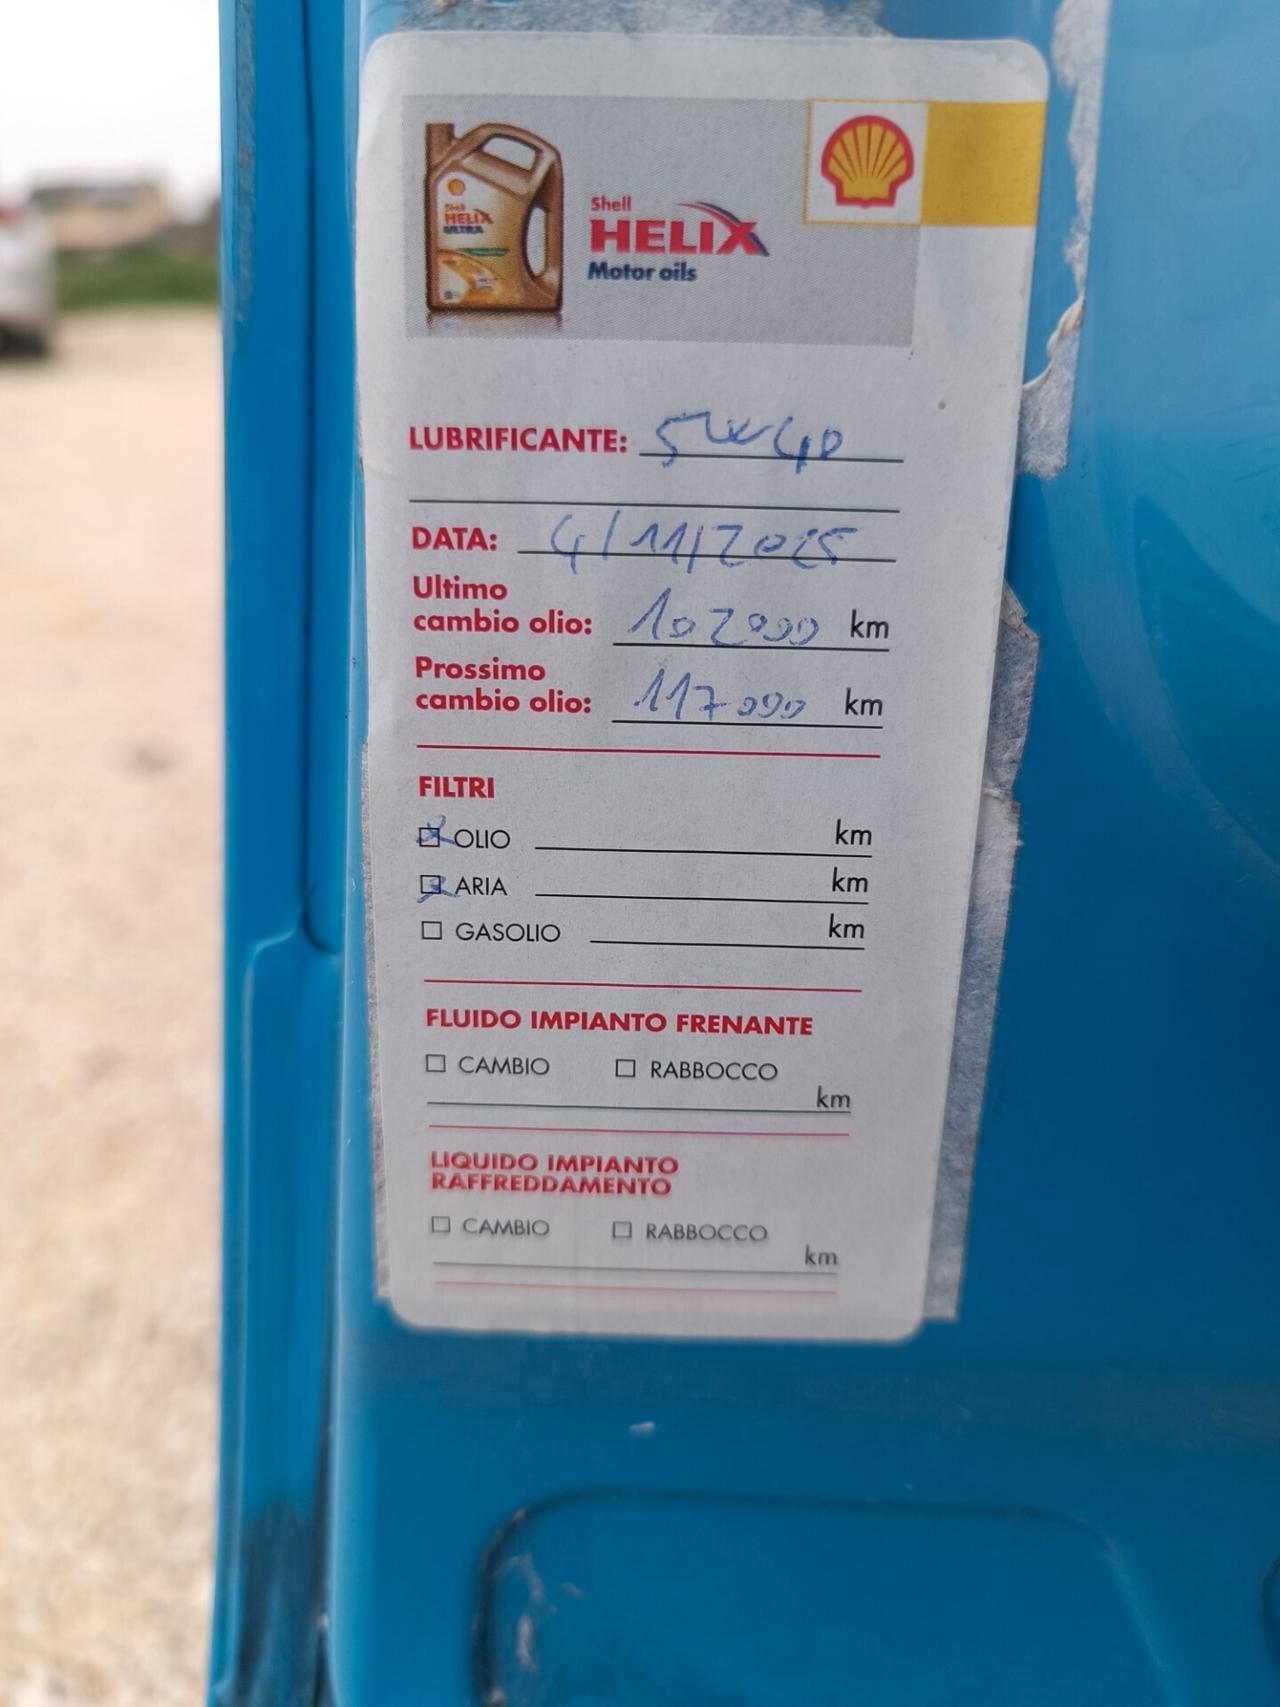 Shell
HELIX
ULTRA
Shell
HELIX
Motor oils
LUBRIFICANTE: 5W40
DATA: 4/11/2025
Ultimo
cambio olio: 102000 km
Prossimo
cambio olio: 117000 km
FILTRI
OLIO km
ARIA km
GASOLIO km
FLUIDO IMPIANTO FRENANTE
CAMBIO RABBOCCO
km
LIQUIDO IMPIANTO
RAFFREDDAMENTO
CAMBIO RABBOCCO
km